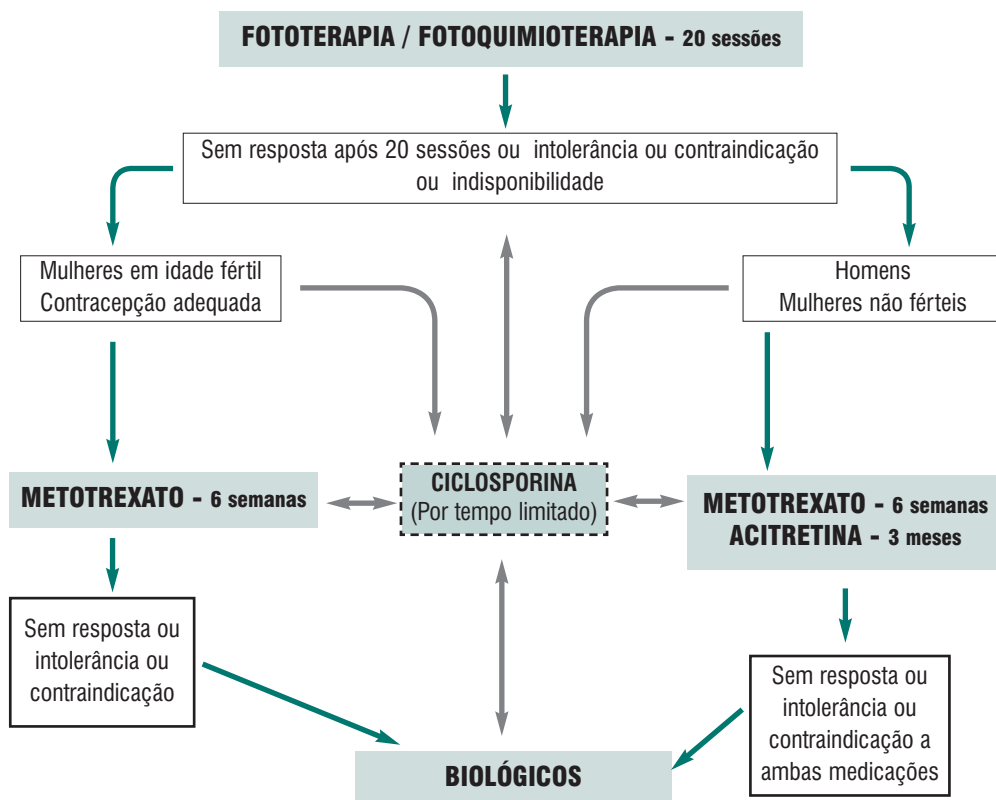 FOTOTERAPIA / FOTOQUIMIOTERAPIA - 20 sessões
Sem resposta após 20 sessões ou intolerância ou contraindicação
ou indisponibilidade
Mulheres em idade fértil
Contracepção adequada
Homens
Mulheres não férteis
METOTREXATO - 6 semanas
CICLOSPORINA
(Por tempo limitado)
METOTREXATO - 6 semanas
ACITRETINA - 3 meses
Sem resposta ou
intolerância ou
contraindicação
Sem resposta ou
intolerância ou
contraindicação a
ambas medicações
BIOLÓGICOS